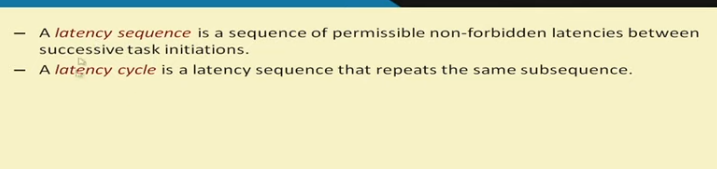 – A latency sequence is a sequence of permissible non-forbidden latencies between
successive task initiations.
– A latency cycle is a latency sequence that repeats the same subsequence.